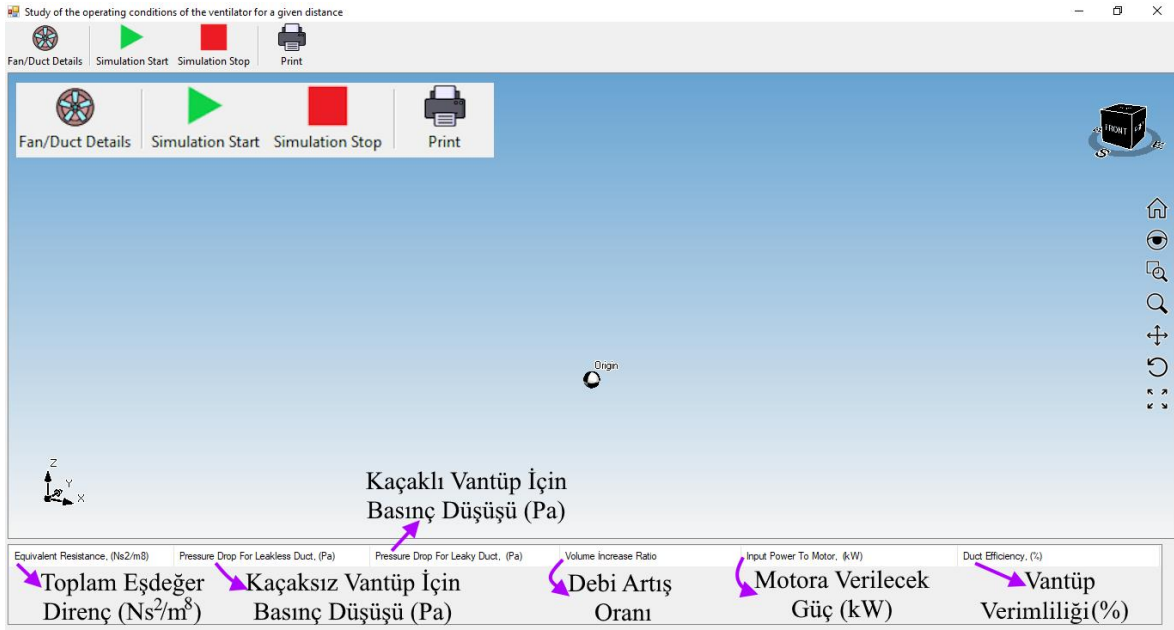 Study of the operating conditions of the ventilator for a given distance
Fan/Duct Details Simulation Start Simulation Stop Print
Fan/Duct Details Simulation Start Simulation Stop Print
FRONT
S E
Origin
Z
Y
X
Kaçaklı Vantüp İçin
Basınç Düşüşü (Pa)
Equivalent Resistance, (Ns2/m8) Pressure Drop For Leakless Duct, (Pa) Pressure Drop For Leaky Duct, (Pa) Volume İncrease Ratio İnput Power To Motor, (kW) Duct Efficiency, (%)
Toplam Eşdeğer Kaçaksız Vantüp İçin Debi Artış Motora Verilecek Vantüp
Direnç (Ns²/m⁸) Basınç Düşüşü (Pa) Oranı Güç (kW) Verimliliği(%)